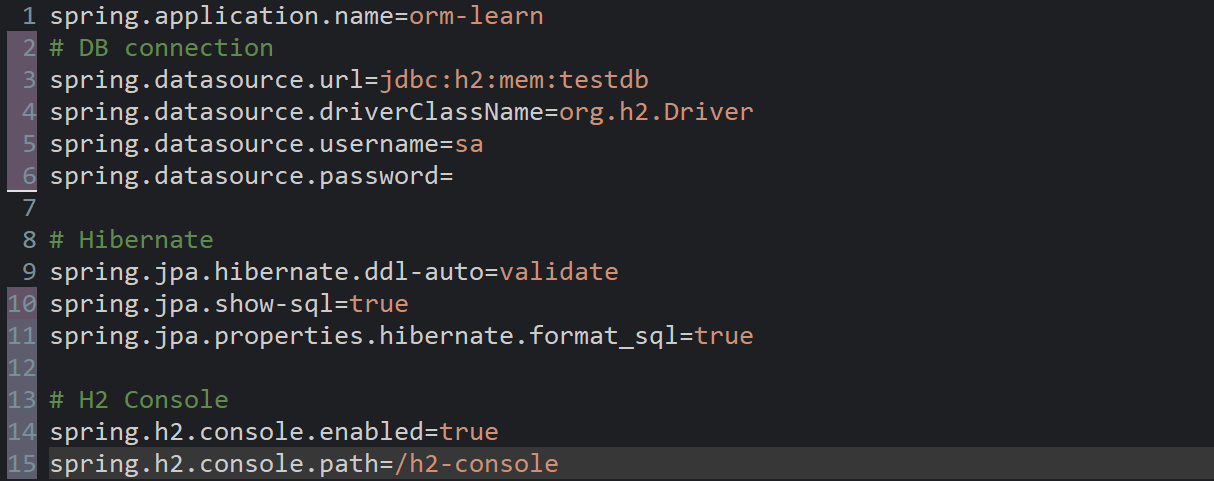 1 spring.application.name=orm-learn
2 # DB connection
3 spring.datasource.url=jdbc:h2:mem:testdb
4 spring.datasource.driverClassName=org.h2.Driver
5 spring.datasource.username=sa
6 spring.datasource.password=
7
8 # Hibernate
9 spring.jpa.hibernate.ddl-auto=validate
10 spring.jpa.show-sql=true
11 spring.jpa.properties.hibernate.format_sql=true
12
13 # H2 Console
14 spring.h2.console.enabled=true
15 spring.h2.console.path=/h2-console